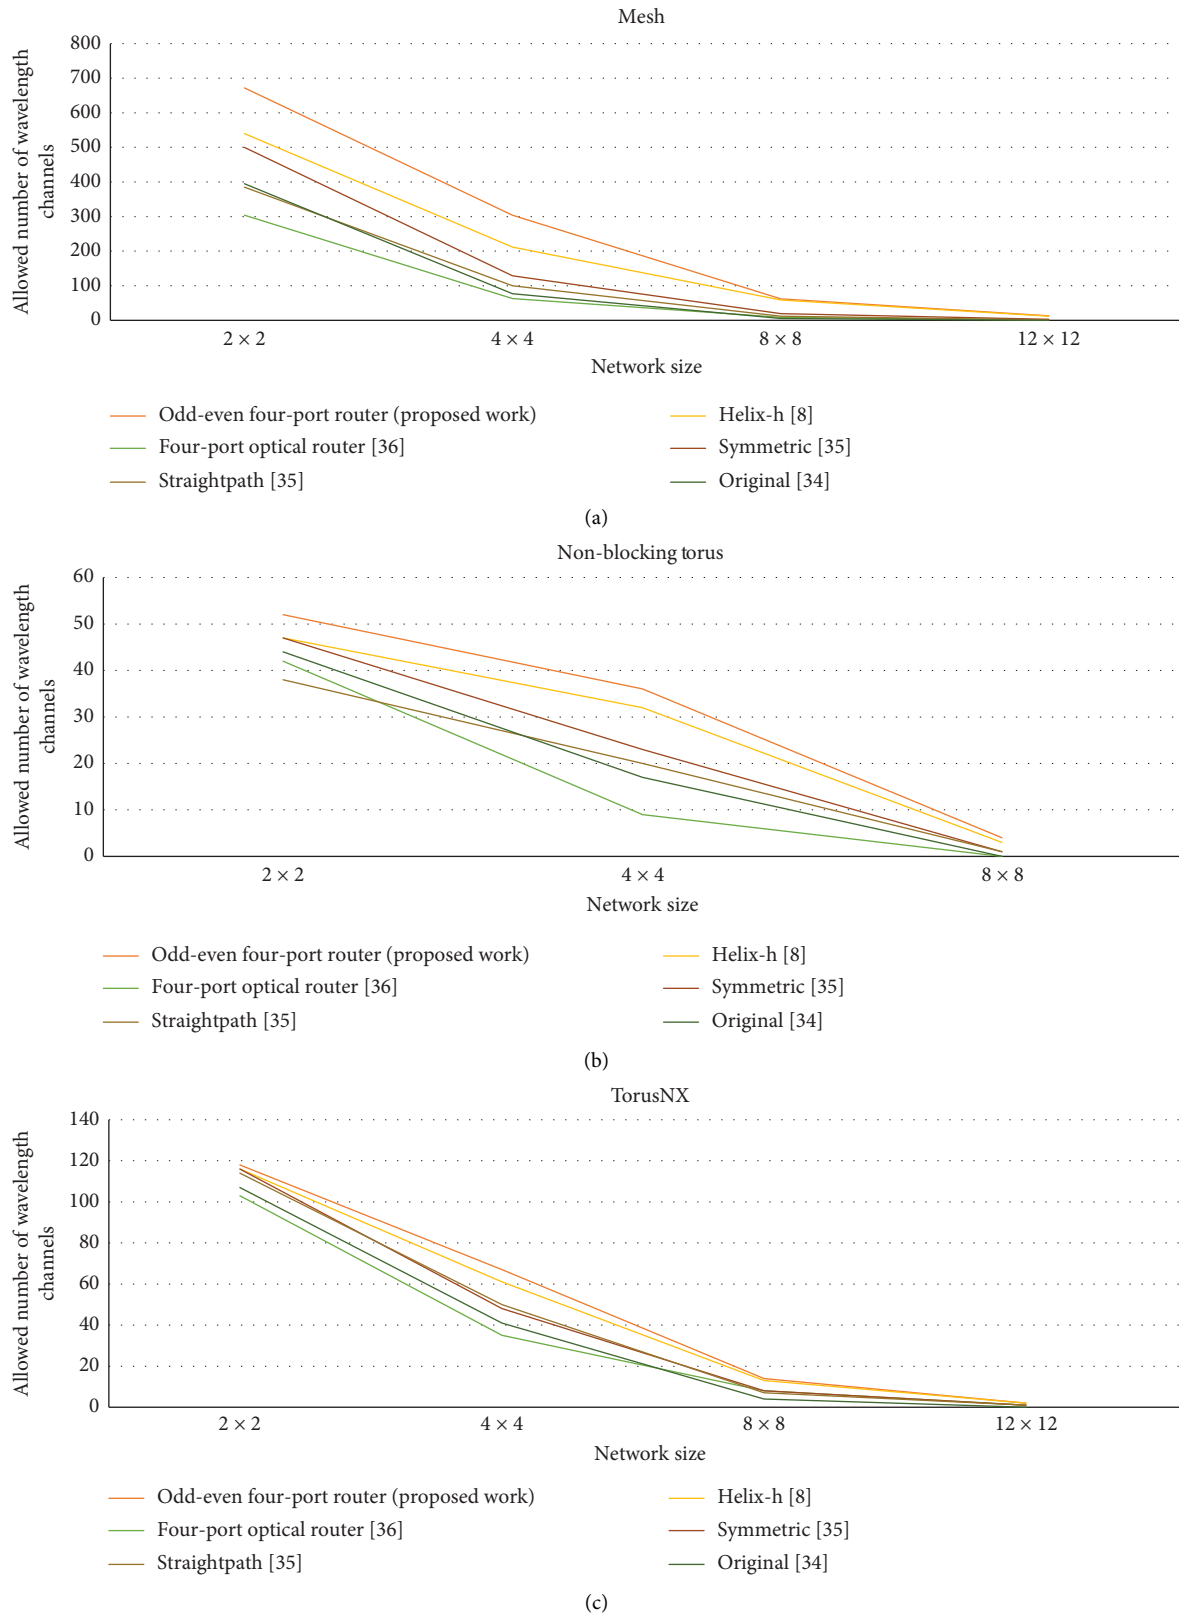 Mesh
Allowed number of wavelength
channels
800
700
600
500
400
300
200
100
0
2 × 2
4 × 4
8 × 8
12 × 12
Network size
Odd-even four-port router (proposed work)
Helix-h [8]
Four-port optical router [36]
Symmetric [35]
Straightpath [35]
Original [34]
(a)
Non-blocking torus
Allowed number of wavelength
channels
60
50
40
30
20
10
0
2 × 2
4 × 4
8 × 8
Network size
Odd-even four-port router (proposed work)
Helix-h [8]
Four-port optical router [36]
Symmetric [35]
Straightpath [35]
Original [34]
(b)
TorusNX
Allowed number of wavelength
channels
140
120
100
80
60
40
20
0
2 × 2
4 × 4
8 × 8
12 × 12
Network size
Odd-even four-port router (proposed work)
Helix-h [8]
Four-port optical router [36]
Symmetric [35]
Straightpath [35]
Original [34]
(c)